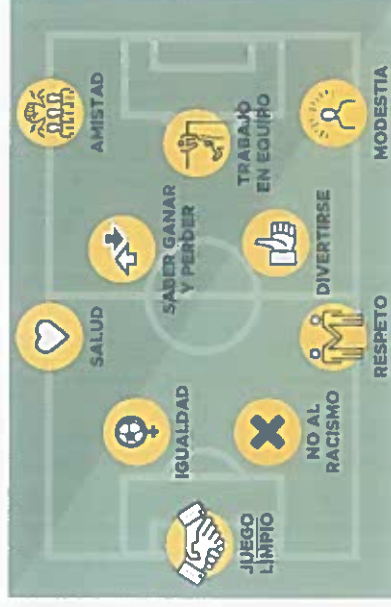 SALUD
AMISTAD
IGUALDAD
SABER GANAR
Y PERDER
JUEGO
LIMPIO
TRABAJO
EN EQUIPO
NO AL
RACISMO
DIVERTIRSE
RESPETO
MODESTIA